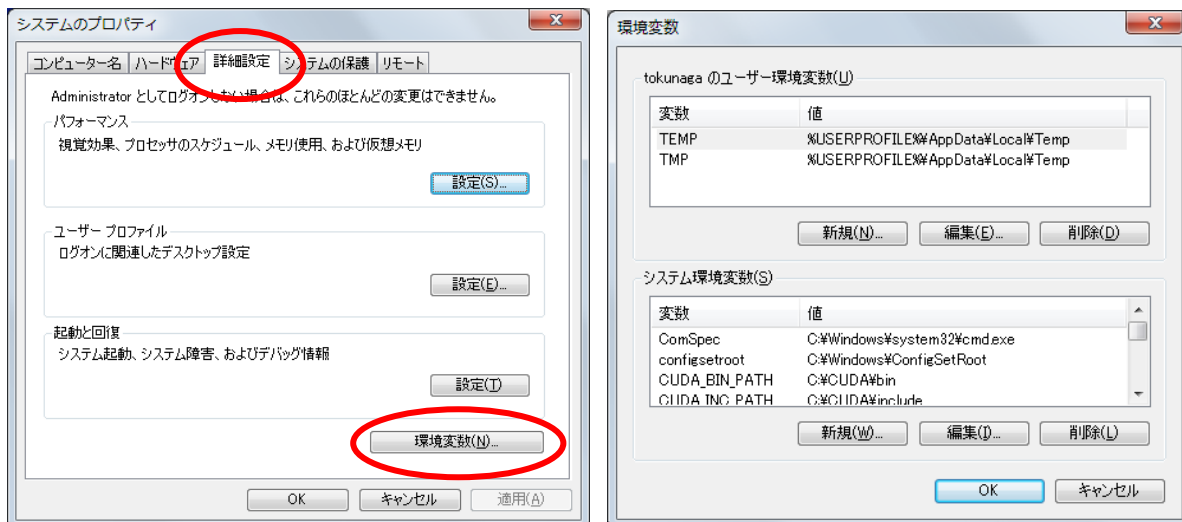 システムのプロパティ
コンピューター名 ハードウェア 詳細設定 システムの保護 リモート
Administrator としてログオンしない場合は、これらのほとんどの変更はできません。
パフォーマンス
視覚効果、プロセッサのスケジュール、メモリ使用、および仮想メモリ
設定(S)...
ユーザー プロファイル
ログオンに関連したデスクトップ設定
設定(E)...
起動と回復
システム起動、システム障害、およびデバッグ情報
設定(T)
環境変数(N)...
OK キャンセル 適用(A)
環境変数
tokunaga のユーザー環境変数(U)
変数 値
TEMP %USERPROFILE%¥AppData¥Local¥Temp
TMP %USERPROFILE%¥AppData¥Local¥Temp
新規(N)... 編集(E)... 削除(D)
システム環境変数(S)
変数 値
ComSpec C:¥Windows¥system32¥cmd.exe
configsetroot C:¥Windows¥ConfigSetRoot
CUDA_BIN_PATH C:¥CUDA¥bin
CUDA_INC_PATH C:¥CUDA¥include
新規(W)... 編集(I)... 削除(L)
OK キャンセル